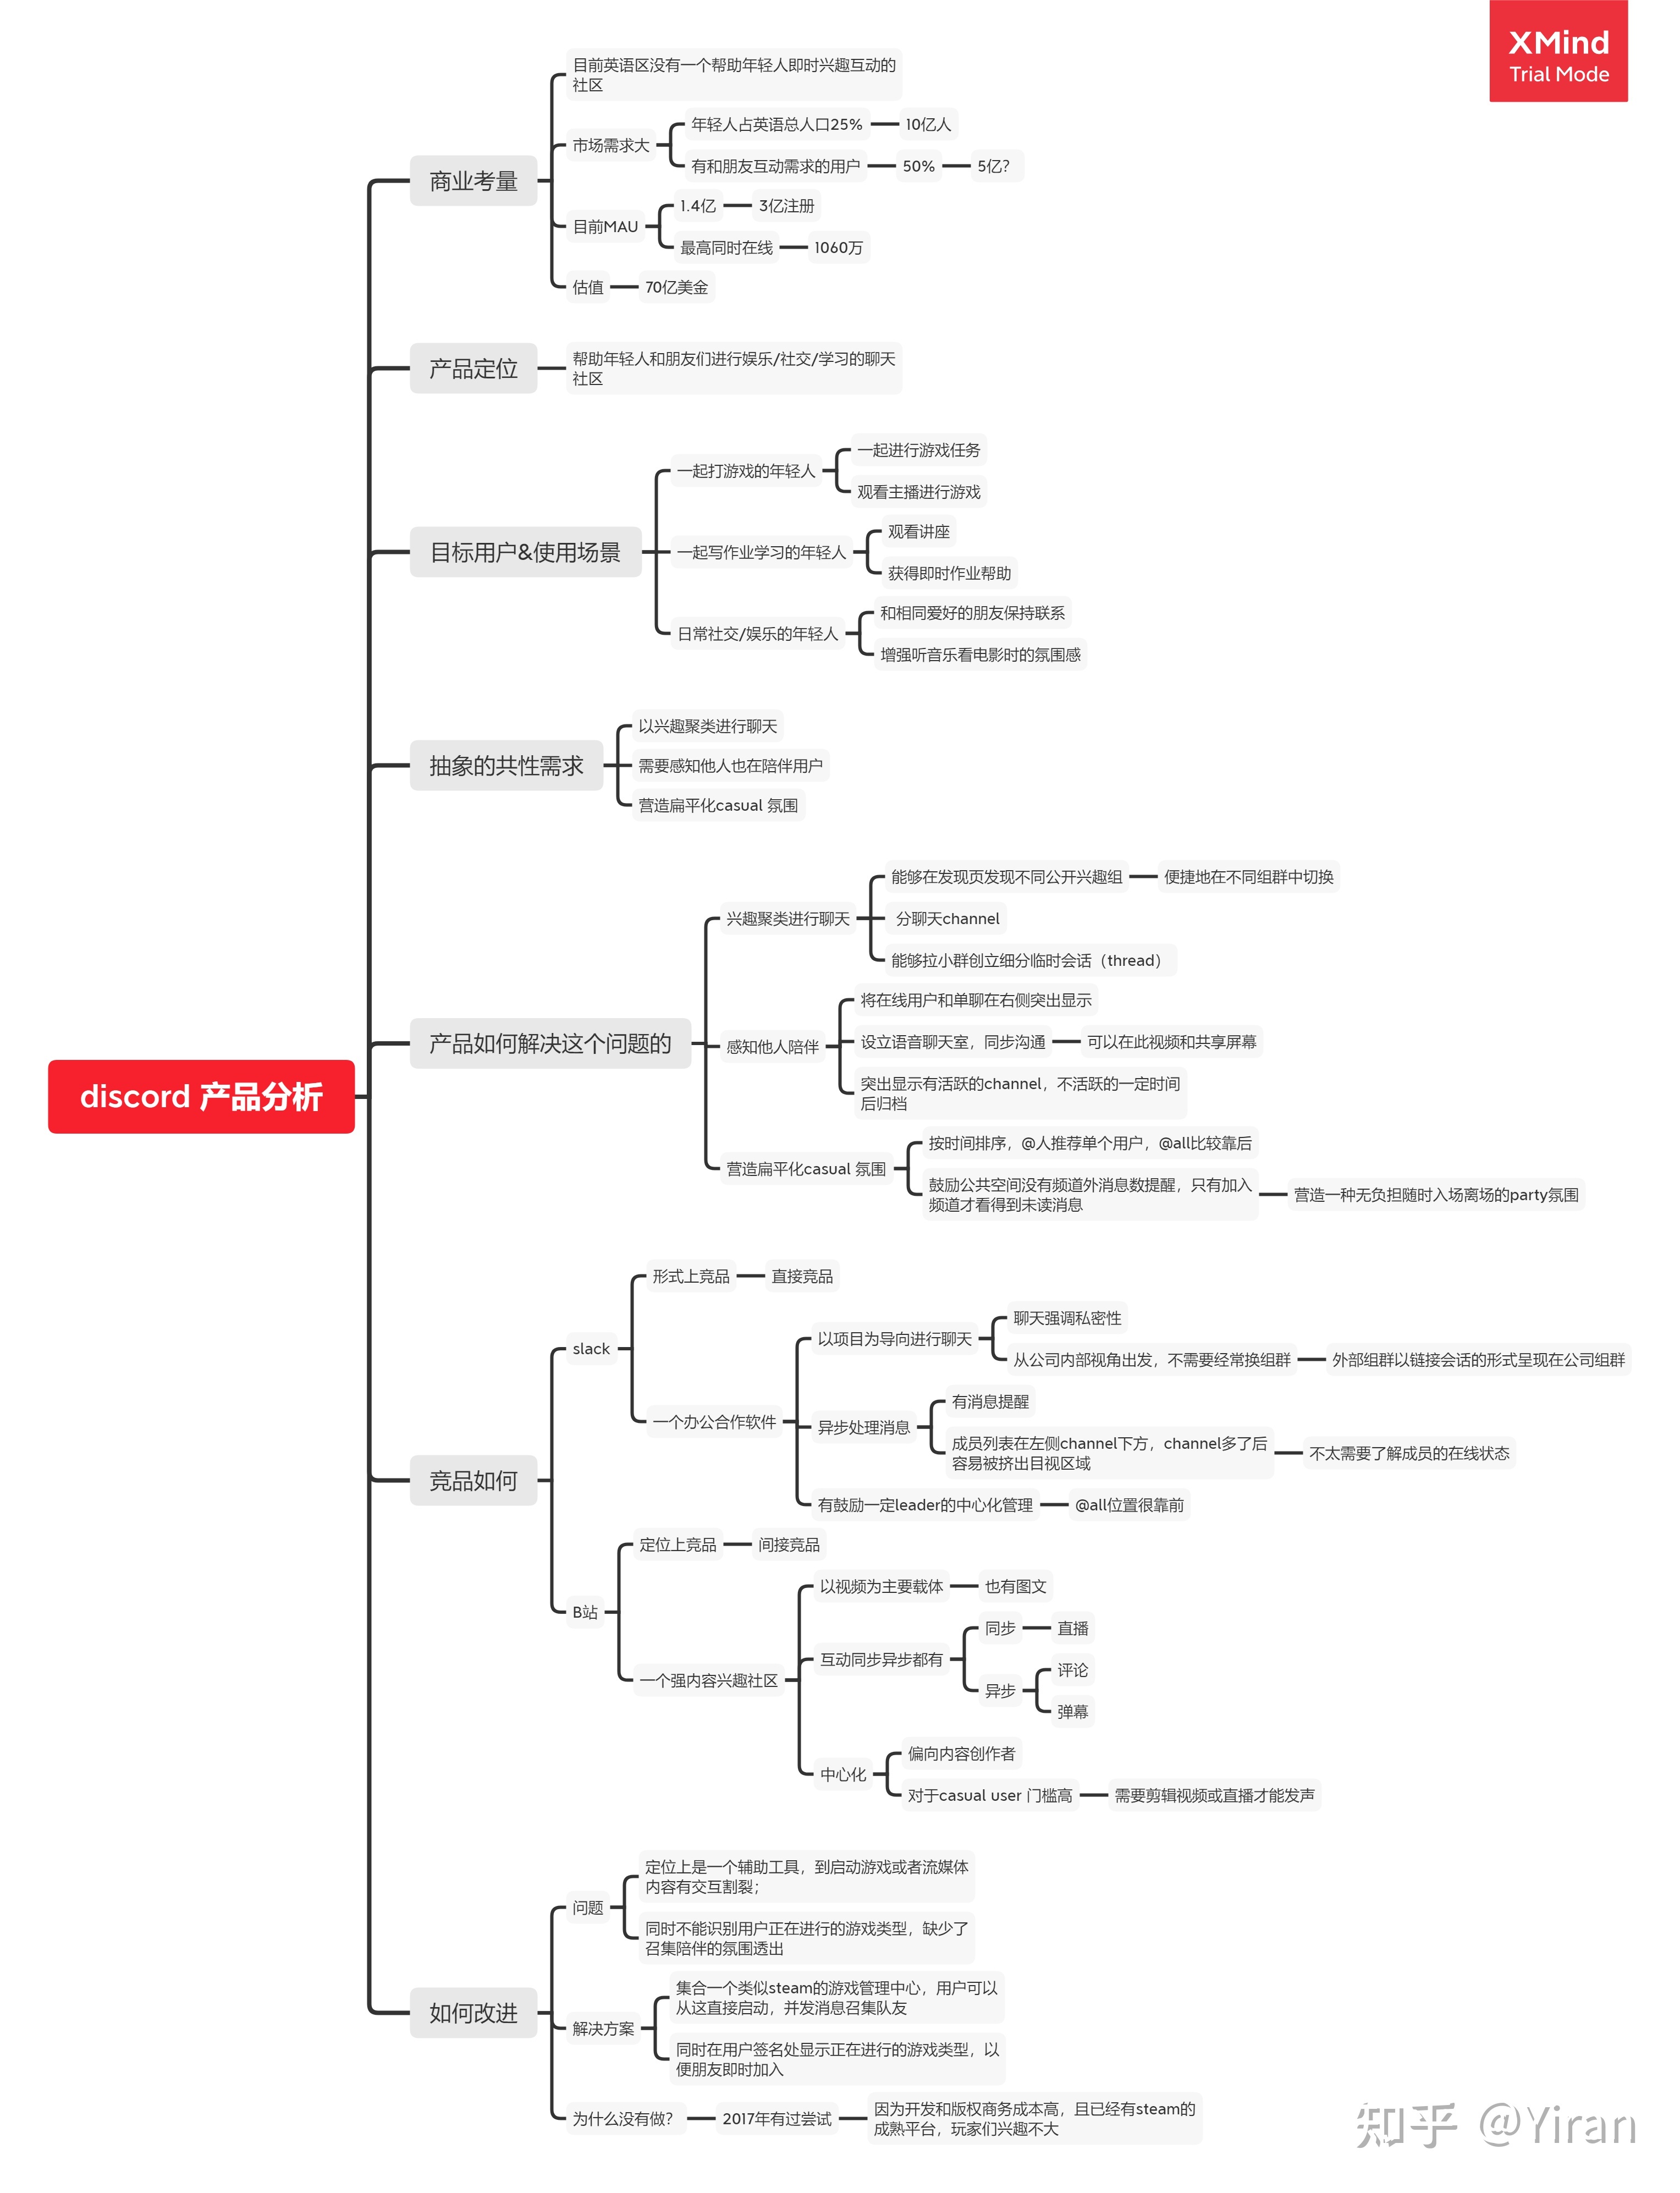 XMind
Trial Mode
discord 产品分析
商业考量
目前英语区没有一个帮助年轻人即时兴趣互动的
社区
市场需求大
年轻人占英语总人口25%
10亿人
有和朋友互动需求的用户
50%
5亿?
目前MAU
1.4亿
3亿注册
最高同时在线
1060万
估值
70亿美金
产品定位
帮助年轻人和朋友们进行娱乐/社交/学习的聊天
社区
目标用户&使用场景
一起打游戏的年轻人
一起进行游戏任务
观看主播进行游戏
一起写作业学习的年轻人
观看讲座
获得即时作业帮助
日常社交/娱乐的年轻人
和相同爱好的朋友保持联系
增强听音乐看电影时的氛围感
抽象的共性需求
以兴趣聚类进行聊天
需要感知他人也在陪伴用户
营造扁平化casual 氛围
产品如何解决这个问题的
兴趣聚类进行聊天
能够在发现页发现不同公开兴趣组
便捷地在不同组群中切换
分聊天channel
能够拉小群创立细分临时会话（thread）
感知他人陪伴
将在线用户和单聊在右侧突出显示
设立语音聊天室，同步沟通
可以在此视频和共享屏幕
突出显示有活跃的channel，不活跃的一定时间
后归档
营造扁平化casual 氛围
按时间排序，@人推荐单个用户，@all比较靠后
鼓励公共空间没有频道外消息数提醒，只有加入
频道才看得到未读消息
营造一种无负担随时入场离场的party氛围
竞品如何
slack
形式上竞品
直接竞品
一个办公合作软件
以项目为导向进行聊天
聊天强调私密性
从公司内部视角出发，不需要经常换组群
外部组群以链接会话的形式呈现在公司组群
异步处理消息
有消息提醒
成员列表在左侧channel下方，channel多了后
容易被挤出目视区域
不太需要了解成员的在线状态
有鼓励一定leader的中心化管理
@all位置很靠前
B站
定位上竞品
间接竞品
一个强内容兴趣社区
以视频为主要载体
也有图文
互动同步异步都有
同步
直播
异步
评论
弹幕
中心化
偏向内容创作者
对于casual user 门槛高
需要剪辑视频或直播才能发声
如何改进
问题
定位上是一个辅助工具，到启动游戏或者流媒体
内容有交互割裂；
同时不能识别用户正在进行的游戏类型，缺少了
召集陪伴的氛围透出
解决方案
集合一个类似steam的游戏管理中心，用户可以
从这直接启动，并发消息召集队友
同时在用户签名处显示正在进行的游戏类型，以
便朋友即时加入
为什么没有做？
2017年有过尝试
因为开发和版权商务成本高，且已经有steam的
成熟平台，玩家们兴趣不大
知乎 @Yiran